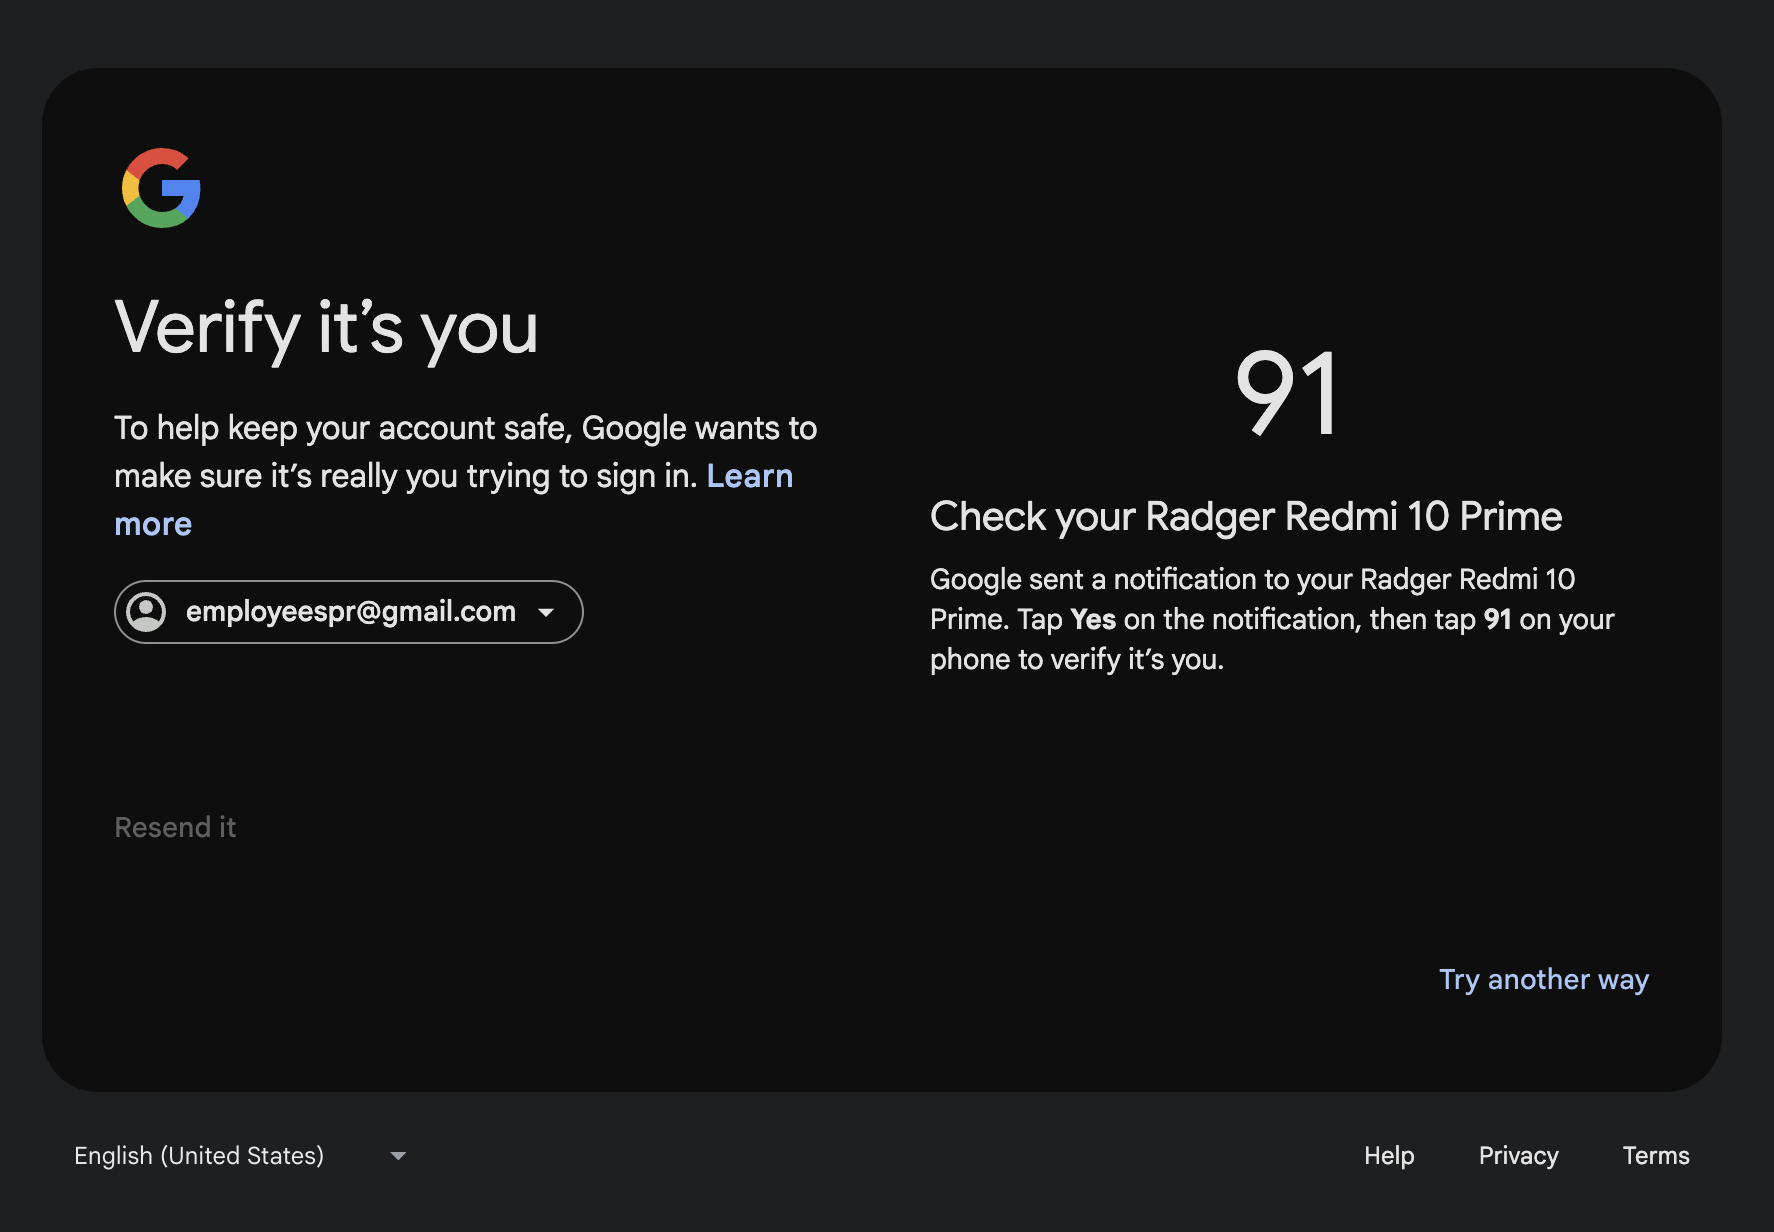 Verify it’s you
To help keep your account safe, Google wants to
make sure it’s really you trying to sign in. Learn
more
employeespr@gmail.com
Resend it
91
Check your Radger Redmi 10 Prime
Google sent a notification to your Radger Redmi 10
Prime. Tap Yes on the notification, then tap 91 on your
phone to verify it’s you.
Try another way
English (United States)
Help
Privacy
Terms